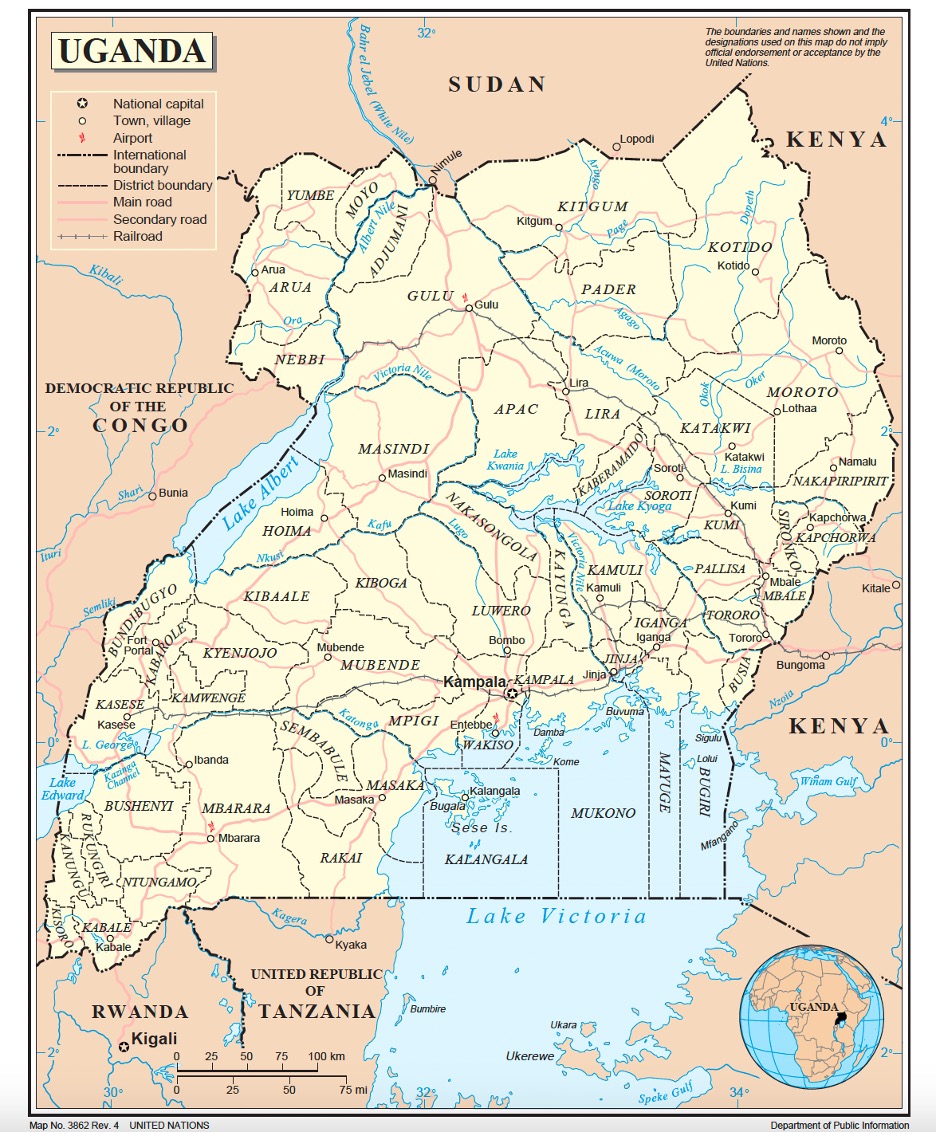 UGANDA
The boundaries and names shown and the
designations used on this map do not imply
official endorsement or acceptance by the
United Nations.
National capital
Town, village
Airport
International
boundary
District boundary
Main road
Secondary road
Railroad
32°
Bahr el Jebel (White Nile)
SUDAN
KENYA
4°
4°
Lopodi
Nimule
YUMBE
MOYO
Albert Nile
ADJUMANI
Aringo
KITGUM
Kitgum
Page
Dopeth
KOTIDO
Kotido
Kibali
Arua
ARUA
GULU
Gulu
PADER
Agago
Ora
NEBBI
Moroto
DEMOCRATIC REPUBLIC
OF THE
CONGO
Victoria Nile
Acuwa (Moroto
Lira
Okok
Oker
MOROTO
Lothaa
APAC
LIRA
2°
2°
KATAKWI
MASINDI
Masindi
Lake
Kwania
KABERAMAIDO
Katakwi
L. Bisina
Namalu
NAKAPIRIPIRIT
Soroti
SOROTI
Lake Albert
Shari
Bunia
Hoima
HOIMA
Kafu
NAKASONGOLA
Lugo
Lake Kyoga
Kumi
KUMI
SIRONKO
Kapchorwa
KAPCHORWA
Ituri
Nkusi
Victoria Nile
KAYUNGA
KAMULI
Kamuli
PALLISA
Mbale
MBALE
Kitale
Semliki
BUNDIBUGYO
KIBAALE
KIBOGA
LUWERO
IGANGA
Iganga
TORORO
Tororo
Fort
Portal
KABAROLE
KYENJOJO
Mubende
MUBENDE
Bombo
JINJA
Jinja
BUSIA
Bungoma
Kampala
KAMPALA
KASESE
Kasese
KAMWENGE
Katonga
MPIGI
Entebbe
WAKISO
Buvuma
Damba
Sigulu
Nzoia
KENYA
0°
0°
L. George
Kazinga
Channel
Ibanda
SEMBABULE
Kome
Lolui
Lake
Edward
MASAKA
Masaka
Kalangala
Bugala
MAYUGE
BUGIRI
Winam Gulf
BUSHENYI
MBARARA
Mbarara
Sese Is.
MUKONO
Mfangano
RUKUNGIRI
KANUNGU
RAKAI
KALANGALA
NTUNGAMO
KISORO
KABALE
Kabale
Kagera
Kyaka
Lake Victoria
UNITED REPUBLIC
OF
TANZANIA
RWANDA
Kigali
Bumbire
Ukara
Ukerewe
Speke Gulf
UGANDA
0 25 50 75 100 km
0 25 50 75 mi
2°
2°
30°
32°
34°
Map No. 3862 Rev. 4 UNITED NATIONS
Department of Public Information